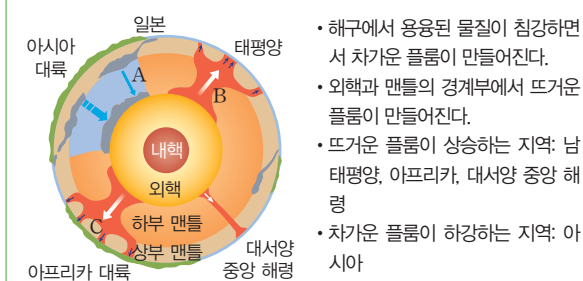 일본
아시아
대륙
태평양
A
B
내핵
외핵
C
하부 맨틀
상부 맨틀
대서양
중앙 해령
아프리카 대륙
• 해구에서 용융된 물질이 침강하면
서 차가운 플룸이 만들어진다.
• 외핵과 맨틀의 경계부에서 뜨거운
플룸이 만들어진다.
• 뜨거운 플룸이 상승하는 지역: 남
태평양, 아프리카, 대서양 중앙 해
령
• 차가운 플룸이 하강하는 지역: 아
시아